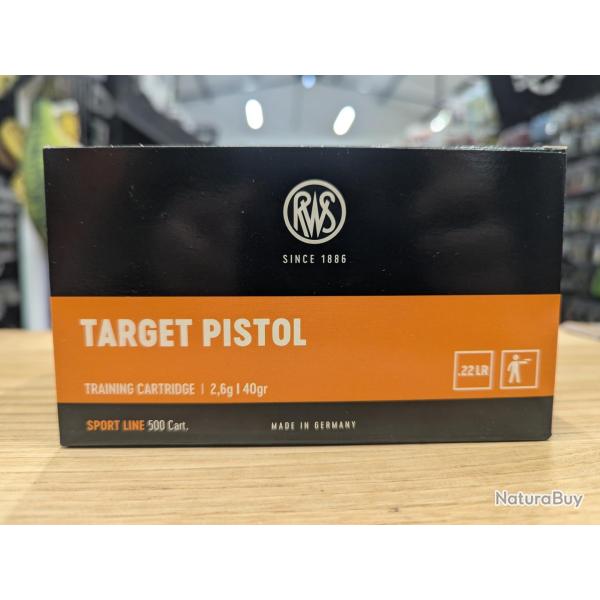 RWS
SINCE 1886
TARGET PISTOL
TRAINING CARTRIDGE | 2,6g | 40gr
.22 LR
SPORT LINE 500 Cart.
MADE IN GERMANY
NaturaBuy